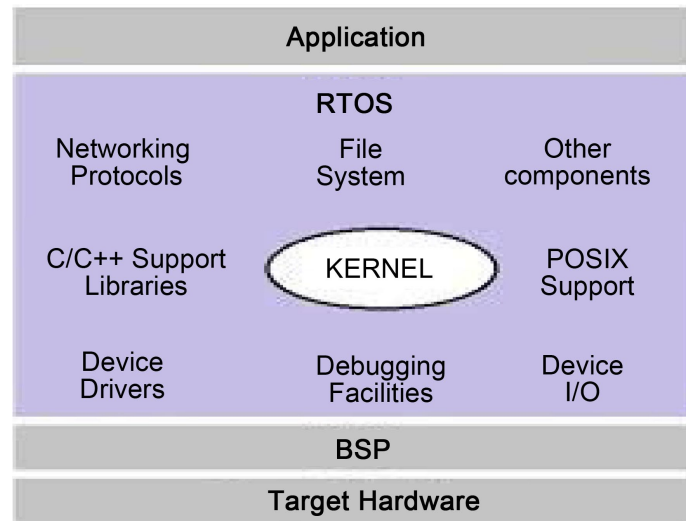 Application
RTOS
Networking
Protocols
File
System
Other
components
C/C++ Support
Libraries
KERNEL
POSIX
Support
Device
Drivers
Debugging
Facilities
Device
I/O
BSP
Target Hardware